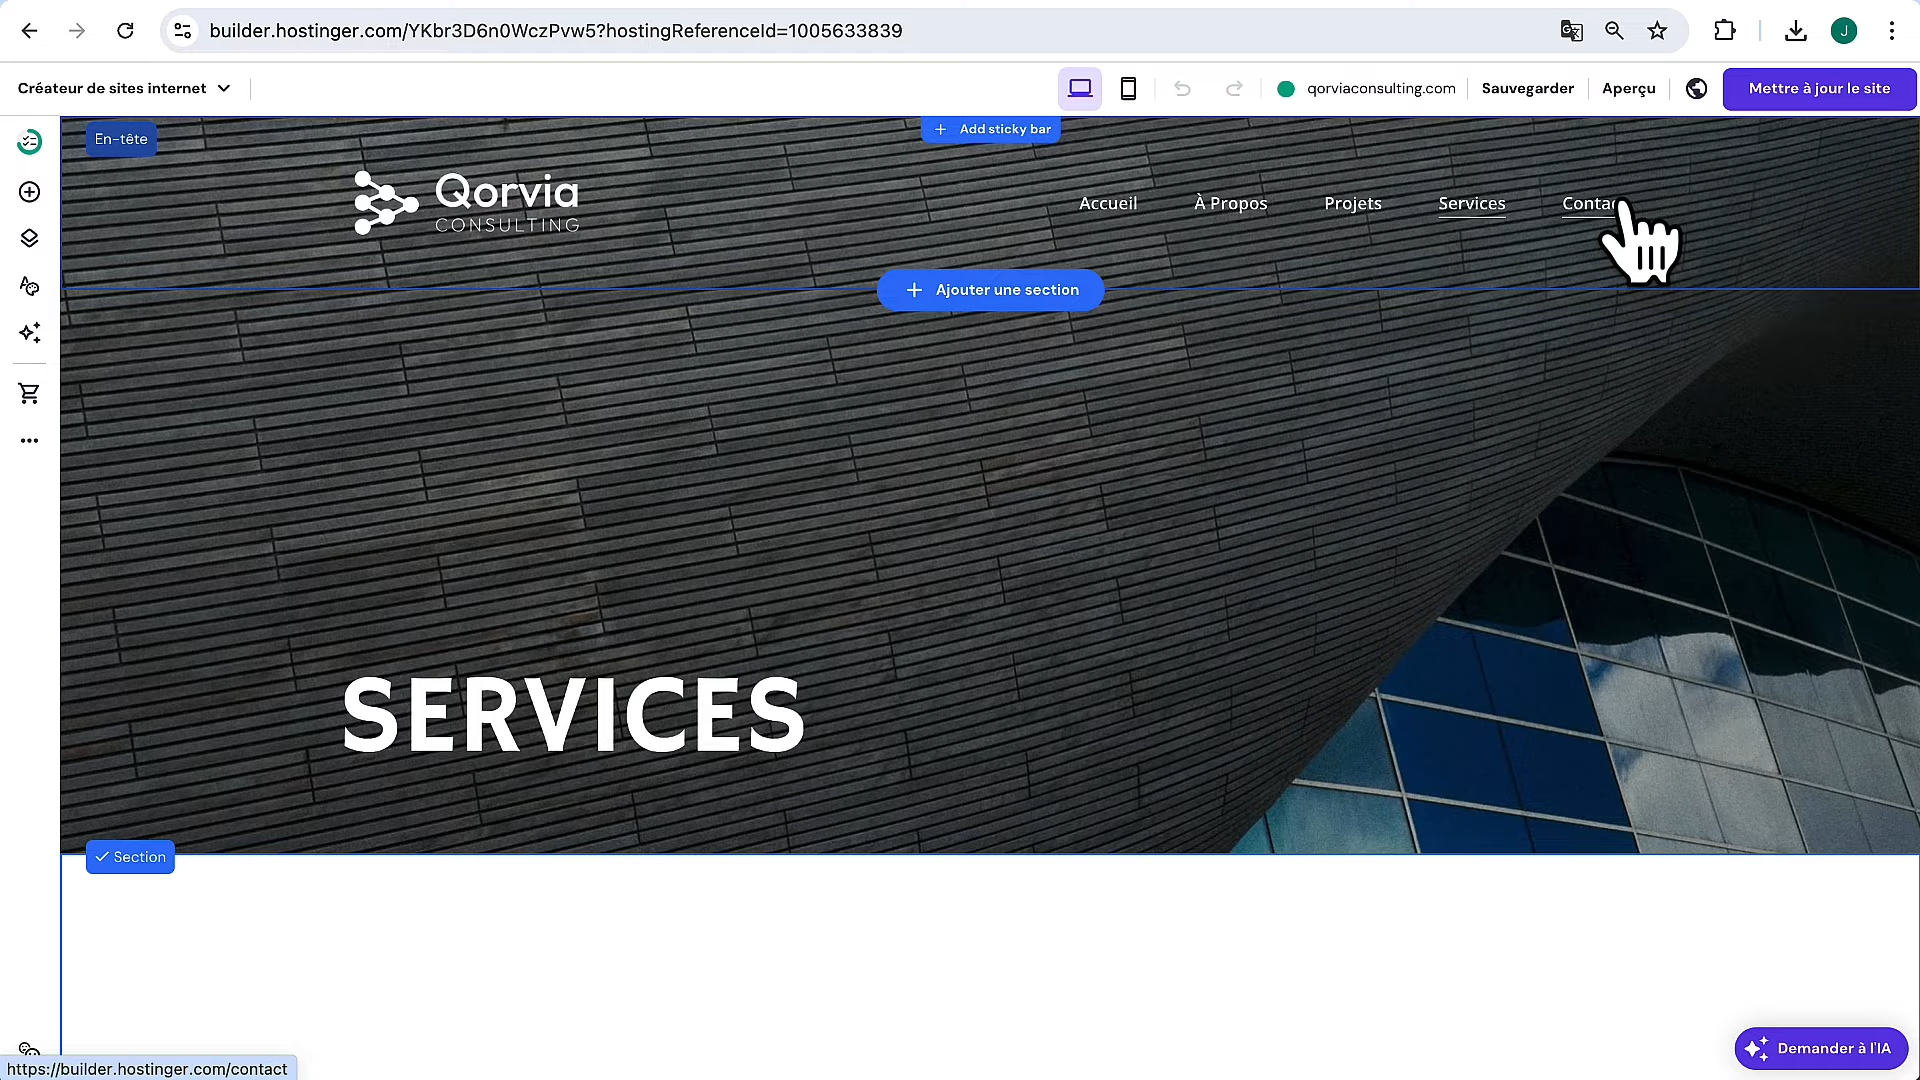 builder.hostinger.com/YKbr3D6n0WczPvw5?hostingReferenceId=1005633839
J
Créateur de sites internet
qorviaconsulting.com
Sauvegarder
Aperçu
Mettre à jour le site
En-tête
+ Add sticky bar
Qorvia
CONSULTING
Accueil
À Propos
Projets
Services
+ Ajouter une section
SERVICES
Section
Demander à l'IA
https://builder.hostinger.com/contact